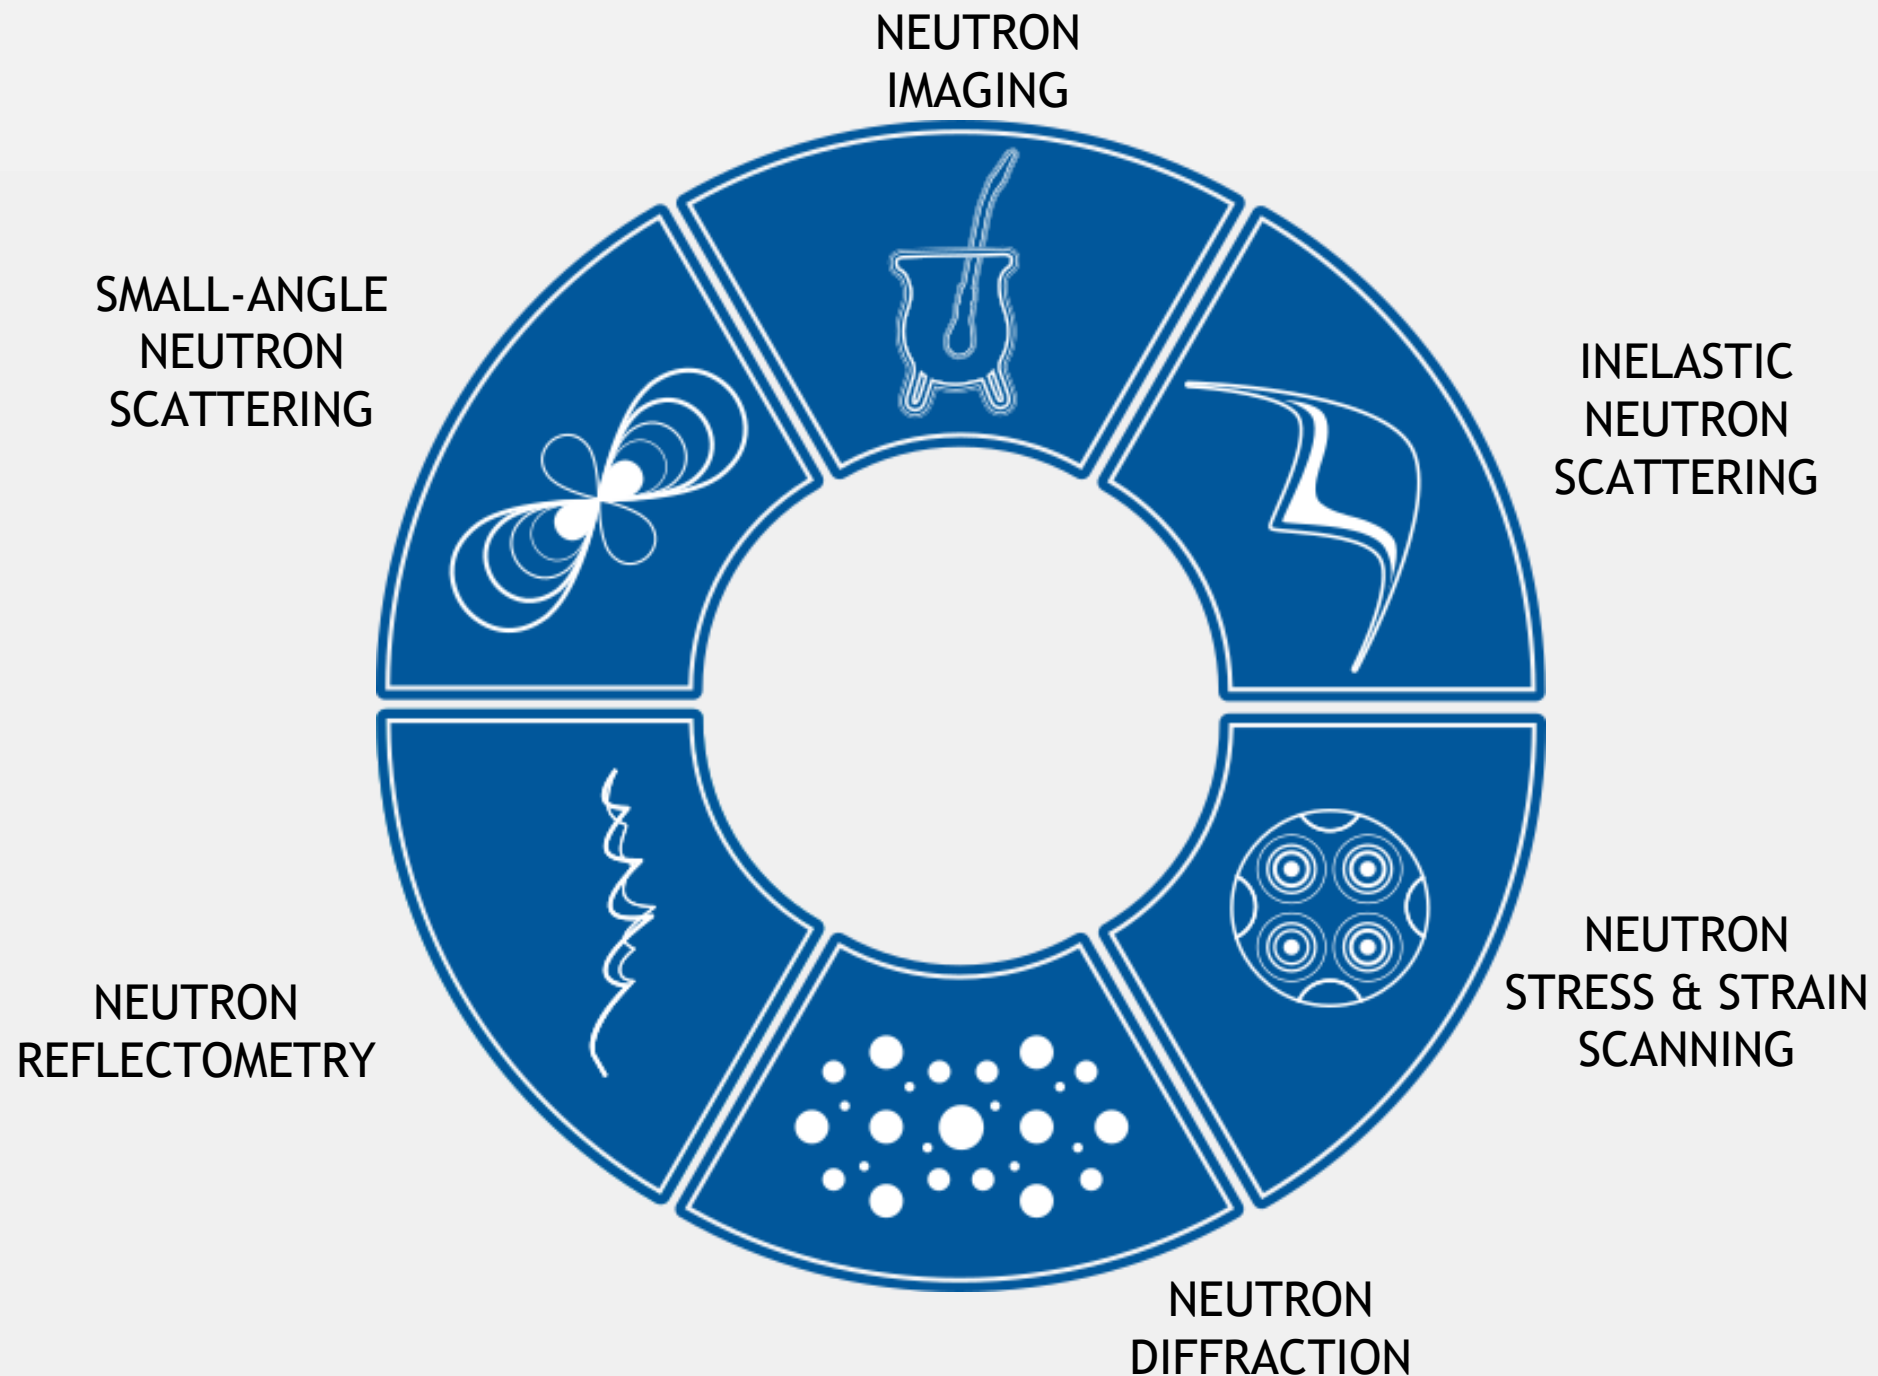 NEUTRON
IMAGING
SMALL-ANGLE
NEUTRON
SCATTERING
INELASTIC
NEUTRON
SCATTERING
NEUTRON
REFLECTOMETRY
NEUTRON
STRESS & STRAIN
SCANNING
NEUTRON
DIFFRACTION